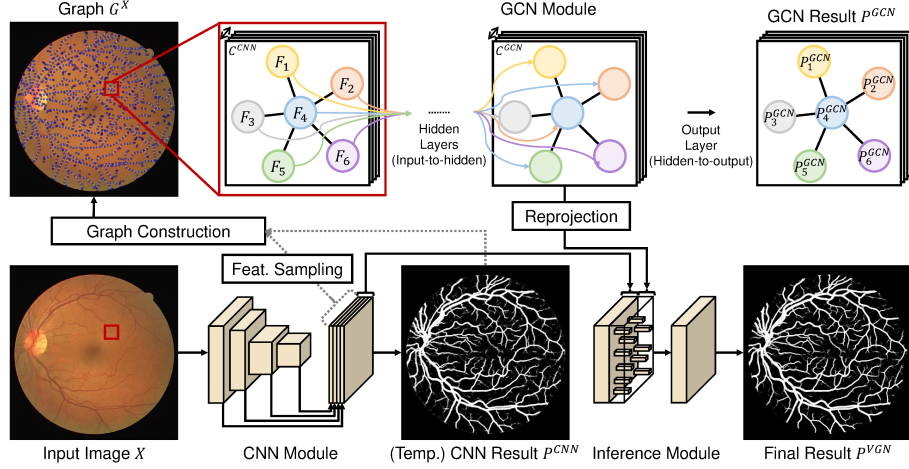 Graph G^X
GCN Module
GCN Result P^GCN
C^CNN
F_1
F_2
F_3
F_4
F_5
F_6
Hidden
Layers
(Input-to-hidden)
C^GCN
Output
Layer
(Hidden-to-output)
P_1^GCN
P_2^GCN
P_3^GCN
P_4^GCN
P_5^GCN
P_6^GCN
Graph Construction
Reprojection
Feat. Sampling
Input Image X
CNN Module
(Temp.) CNN Result P^CNN
Inference Module
Final Result P^VGN